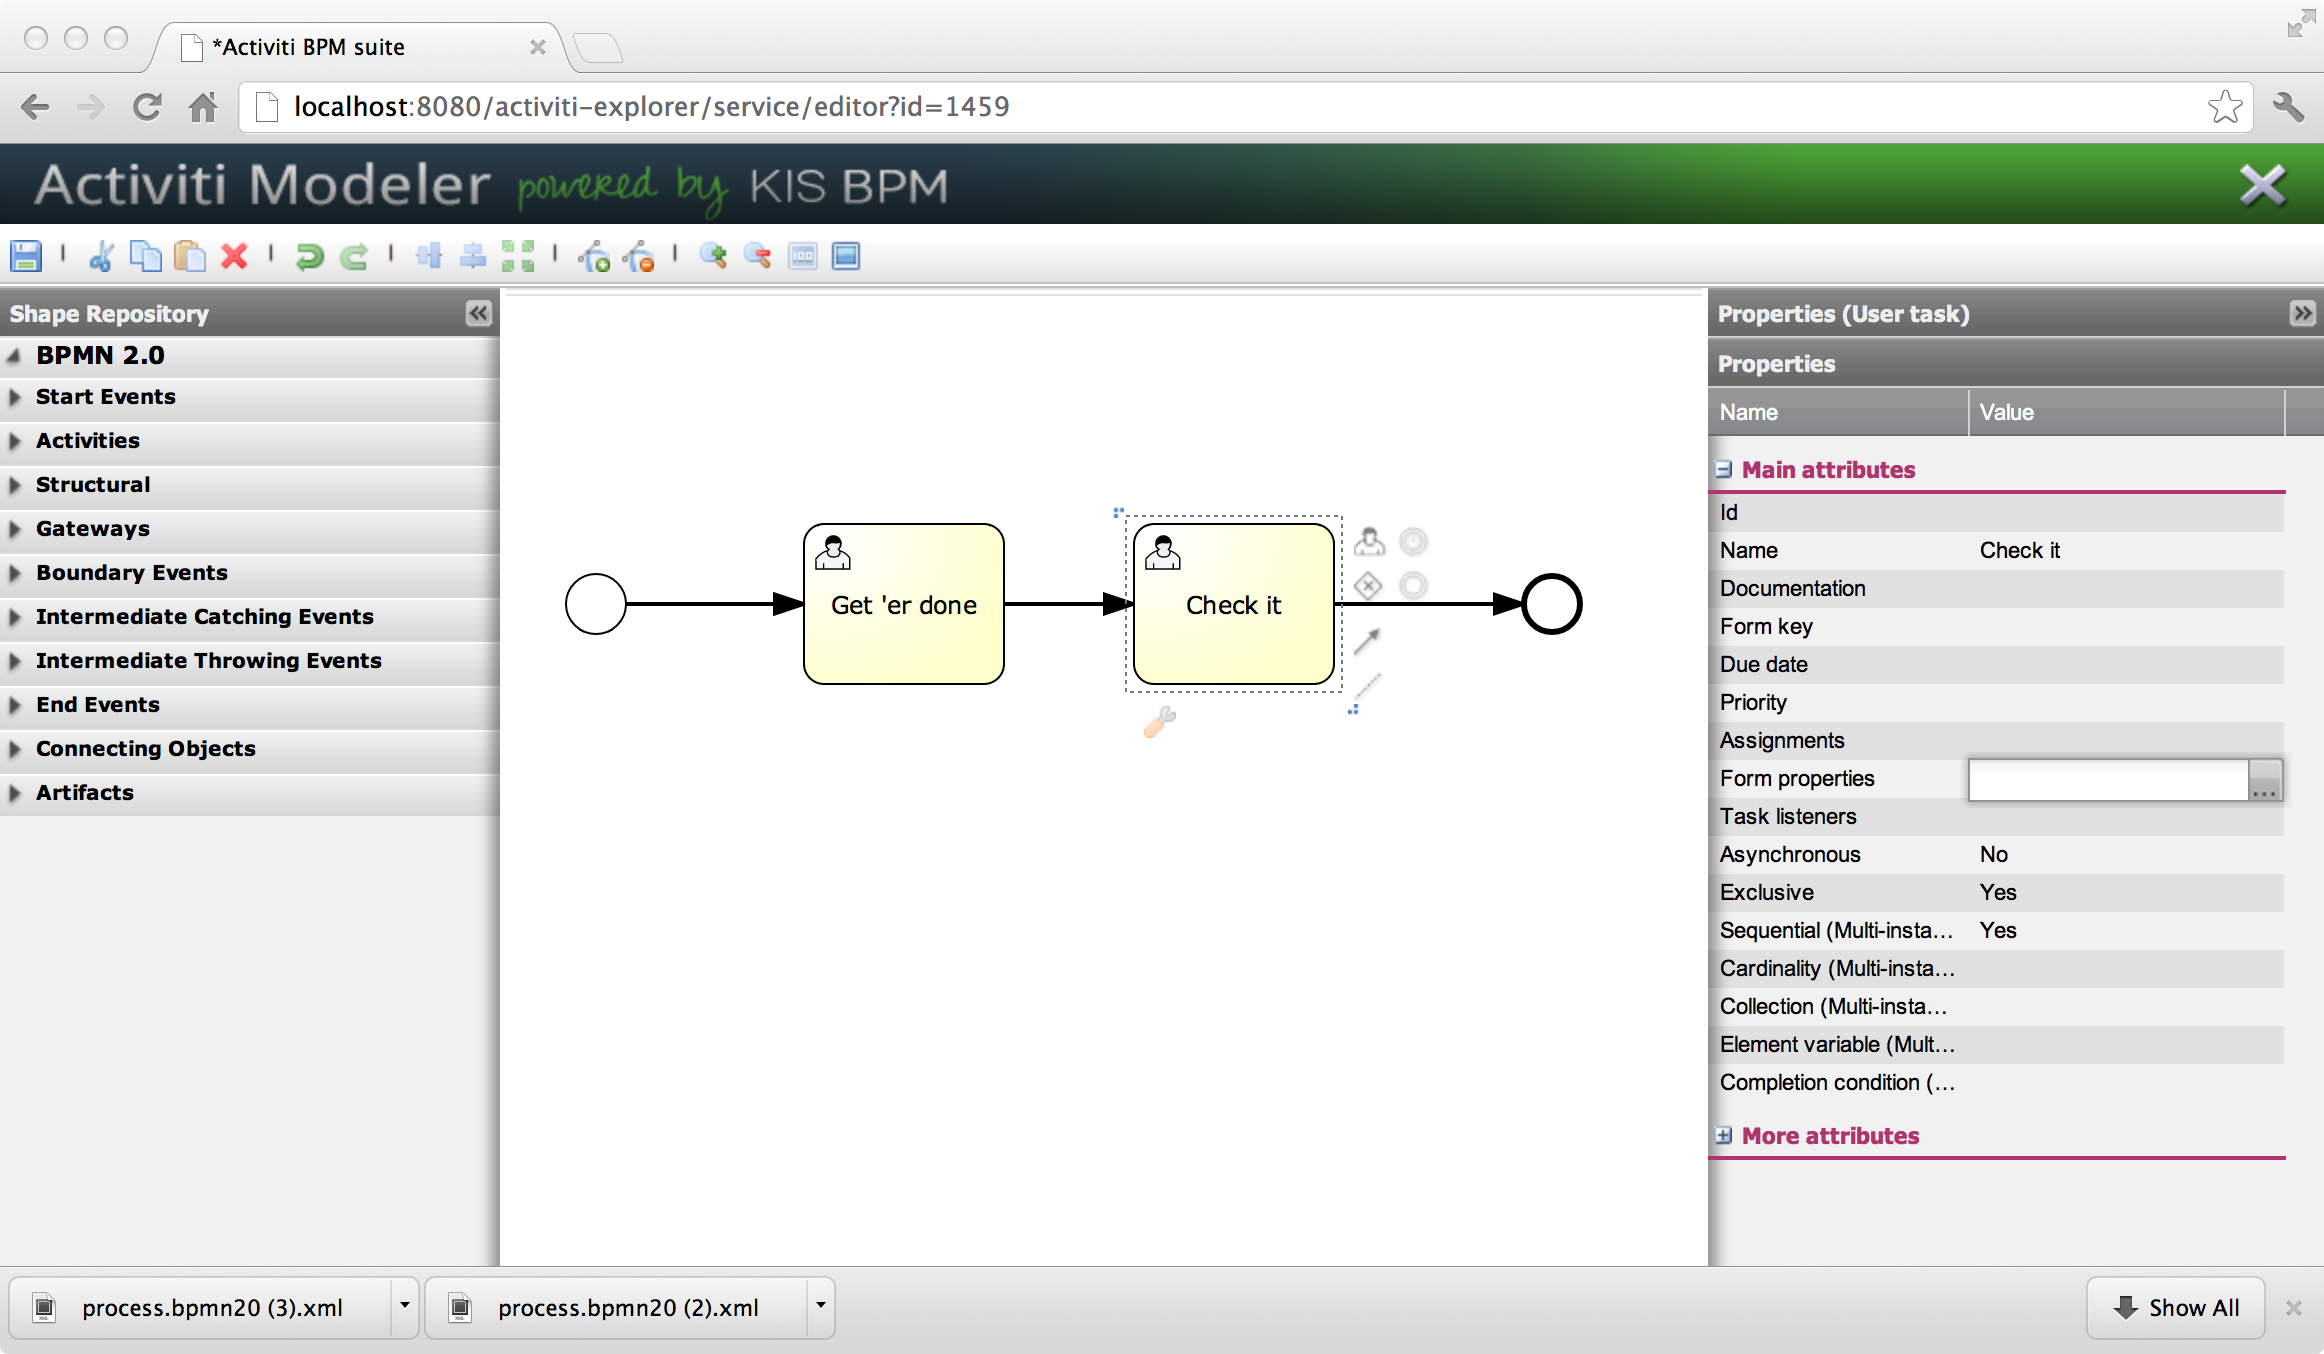 *Activiti BPM suite
localhost:8080/activiti-explorer/service/editor?id=1459
Activiti Modeler powered by KIS BPM
Shape Repository
BPMN 2.0
Start Events
Activities
Structural
Gateways
Boundary Events
Intermediate Catching Events
Intermediate Throwing Events
End Events
Connecting Objects
Artifacts
Get 'er done
Check it
Properties (User task)
Properties
Name Value
Main attributes
Id
Name Check it
Documentation
Form key
Due date
Priority
Assignments
Form properties ...
Task listeners
Asynchronous No
Exclusive Yes
Sequential (Multi-insta... Yes
Cardinality (Multi-insta...
Collection (Multi-insta...
Element variable (Mult...
Completion condition (...
More attributes
process.bpmn20 (3).xml
process.bpmn20 (2).xml
Show All